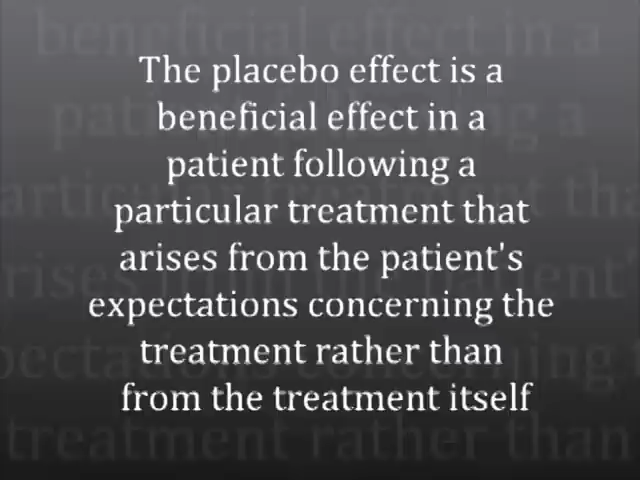 The placebo effect is a
beneficial effect in a
patient following a
particular treatment that
arises from the patient's
expectations concerning the
treatment rather than
from the treatment itself